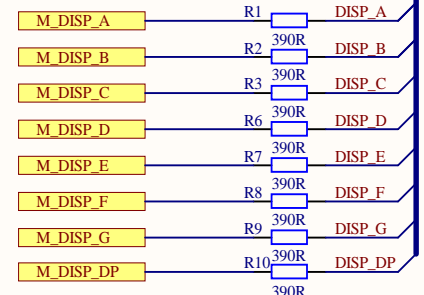 M_DISP_A R1 390R DISP_A
M_DISP_B R2 390R DISP_B
M_DISP_C R3 390R DISP_C
M_DISP_D R6 390R DISP_D
M_DISP_E R7 390R DISP_E
M_DISP_F R8 390R DISP_F
M_DISP_G R9 390R DISP_G
M_DISP_DP R10 390R DISP_DP